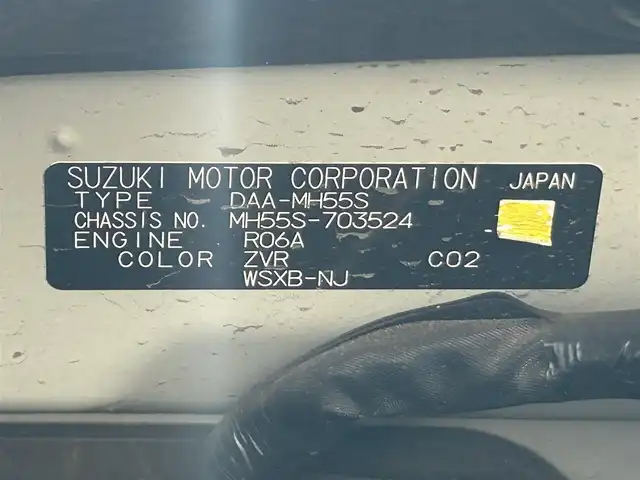 SUZUKI MOTOR CORPORATION JAPAN
TYPE DAA-MH55S
CHASSIS NO. MH55S-703524
ENGINE R06A
COLOR ZVR C02
WSXB-NJ